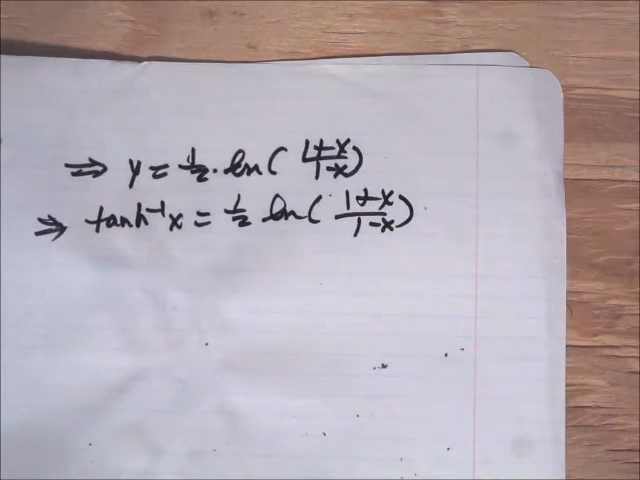 ⇒ y = 1/2 · ln( (1+x)/(1-x) )
⇒ tanh⁻¹x = 1/2 ln( (1+x)/(1-x) )